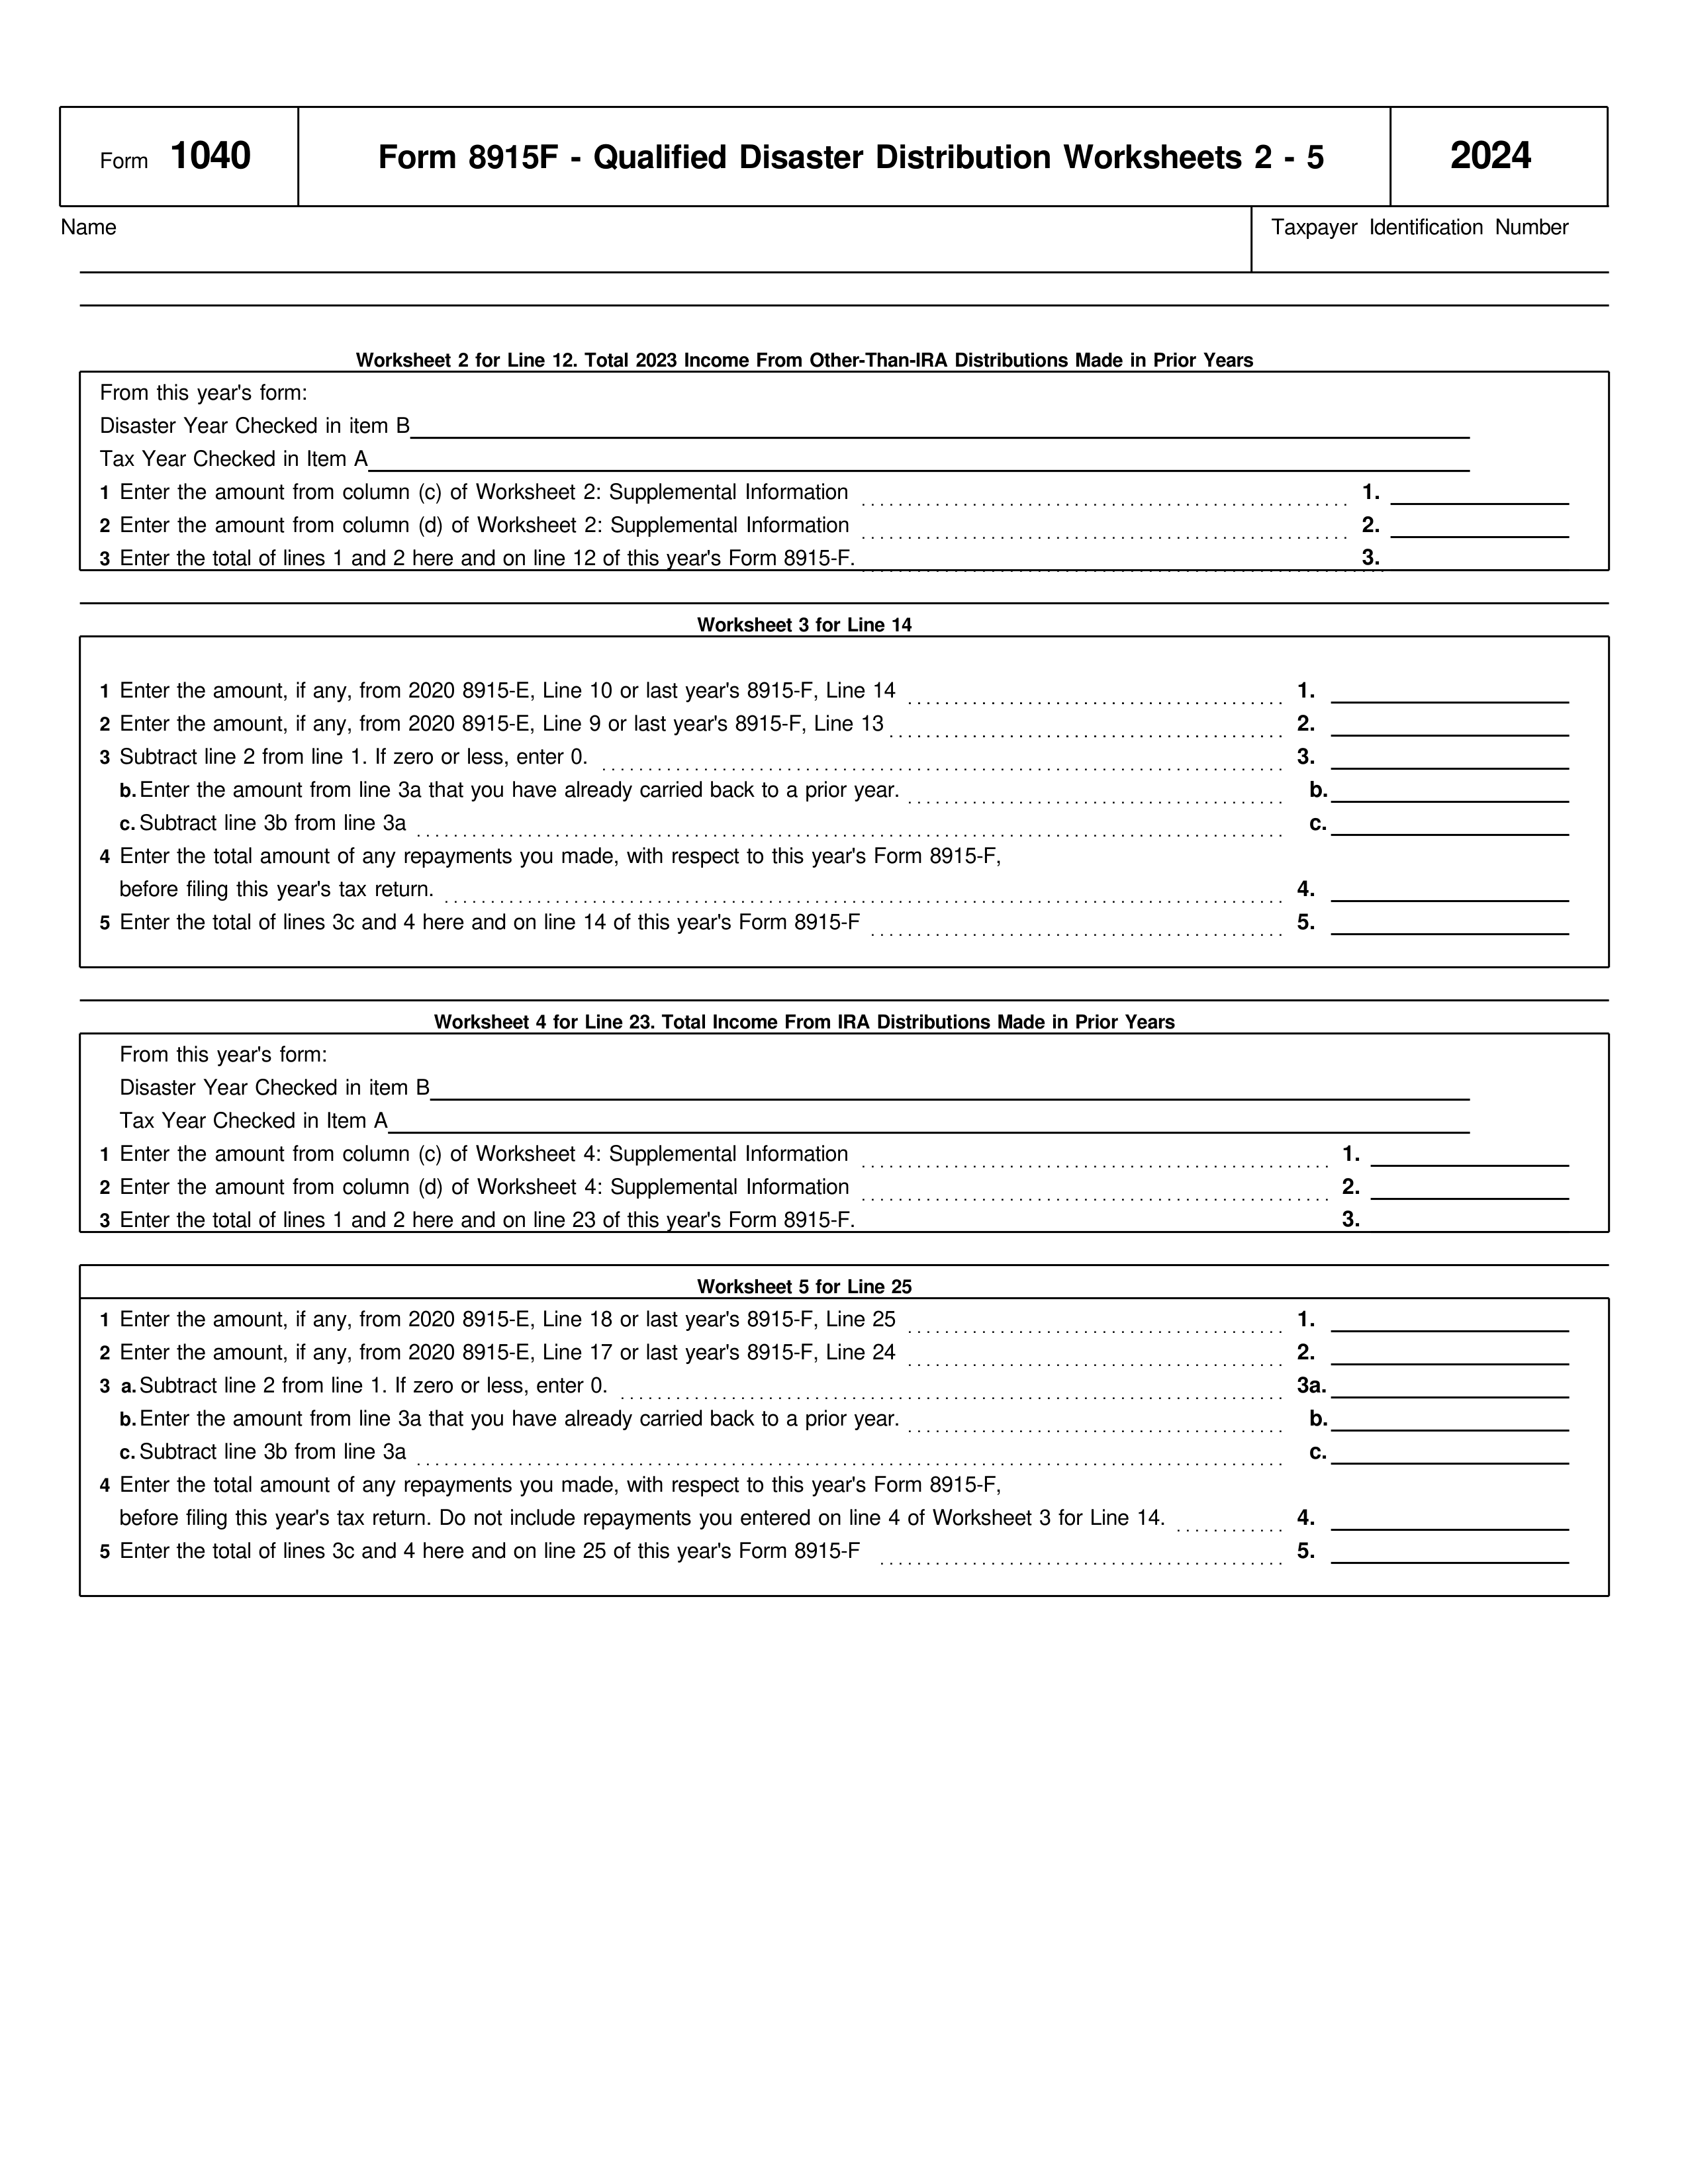 Form 1040
Form 8915F - Qualified Disaster Distribution Worksheets 2 - 5
2024
Name
Taxpayer Identification Number
Worksheet 2 for Line 12. Total 2023 Income From Other-Than-IRA Distributions Made in Prior Years
From this year's form:
Disaster Year Checked in item B
Tax Year Checked in Item A
1 Enter the amount from column (c) of Worksheet 2: Supplemental Information 1.
2 Enter the amount from column (d) of Worksheet 2: Supplemental Information 2.
3 Enter the total of lines 1 and 2 here and on line 12 of this year's Form 8915-F. 3.
Worksheet 3 for Line 14
1 Enter the amount, if any, from 2020 8915-E, Line 10 or last year's 8915-F, Line 14 1.
2 Enter the amount, if any, from 2020 8915-E, Line 9 or last year's 8915-F, Line 13 2.
3 Subtract line 2 from line 1. If zero or less, enter 0. 3.
b. Enter the amount from line 3a that you have already carried back to a prior year. b.
c. Subtract line 3b from line 3a c.
4 Enter the total amount of any repayments you made, with respect to this year's Form 8915-F,
before filing this year's tax return. 4.
5 Enter the total of lines 3c and 4 here and on line 14 of this year's Form 8915-F 5.
Worksheet 4 for Line 23. Total Income From IRA Distributions Made in Prior Years
From this year's form:
Disaster Year Checked in item B
Tax Year Checked in Item A
1 Enter the amount from column (c) of Worksheet 4: Supplemental Information 1.
2 Enter the amount from column (d) of Worksheet 4: Supplemental Information 2.
3 Enter the total of lines 1 and 2 here and on line 23 of this year's Form 8915-F. 3.
Worksheet 5 for Line 25
1 Enter the amount, if any, from 2020 8915-E, Line 18 or last year's 8915-F, Line 25 1.
2 Enter the amount, if any, from 2020 8915-E, Line 17 or last year's 8915-F, Line 24 2.
3 a. Subtract line 2 from line 1. If zero or less, enter 0. 3a.
b. Enter the amount from line 3a that you have already carried back to a prior year. b.
c. Subtract line 3b from line 3a c.
4 Enter the total amount of any repayments you made, with respect to this year's Form 8915-F,
before filing this year's tax return. Do not include repayments you entered on line 4 of Worksheet 3 for Line 14. 4.
5 Enter the total of lines 3c and 4 here and on line 25 of this year's Form 8915-F 5.